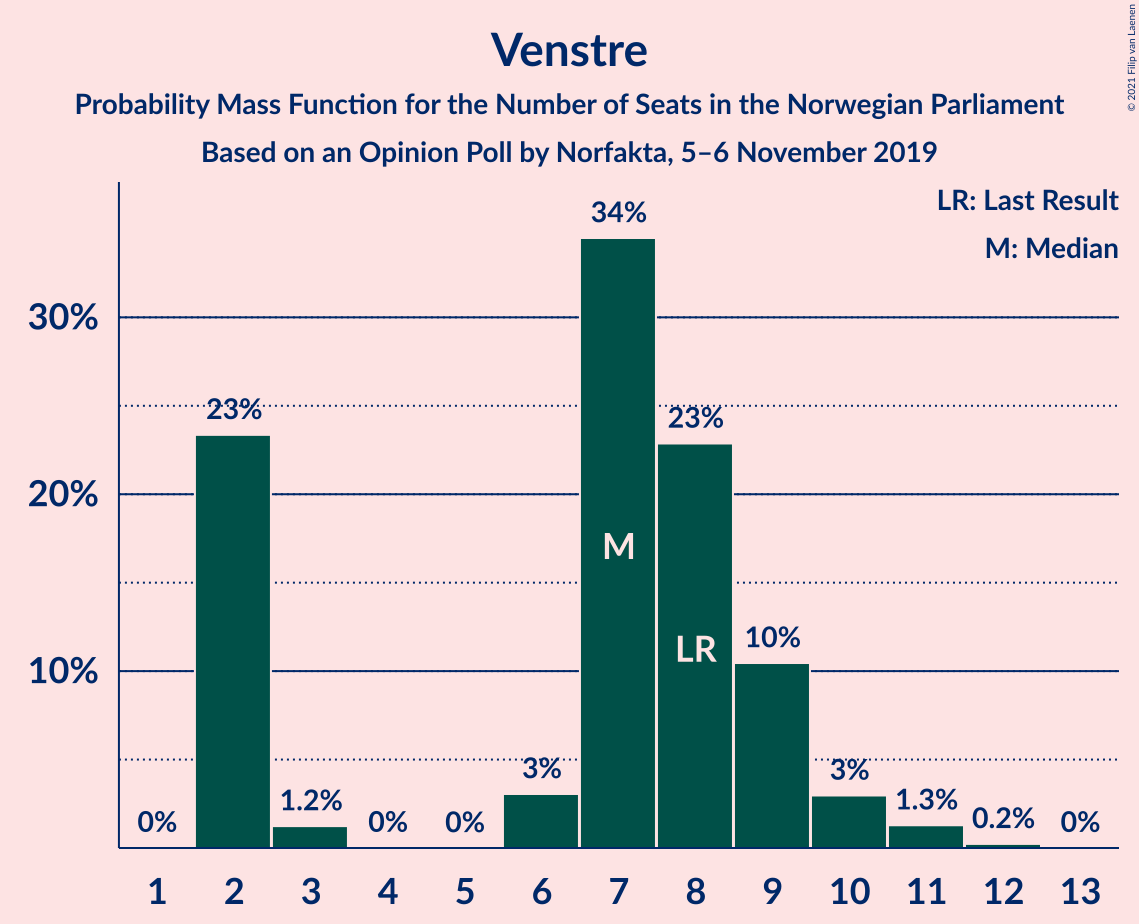 Venstre
Probability Mass Function for the Number of Seats in the Norwegian Parliament
Based on an Opinion Poll by Norfakta, 5–6 November 2019
© 2021 Filip van Laenen
LR: Last Result
M: Median
34%
30%
23%
23%
20%
M
LR
10%
10%
3%
3%
1.2%
1.3%
0%
0%
0%
0.2%
0%
1 2 3 4 5 6 7 8 9 10 11 12 13